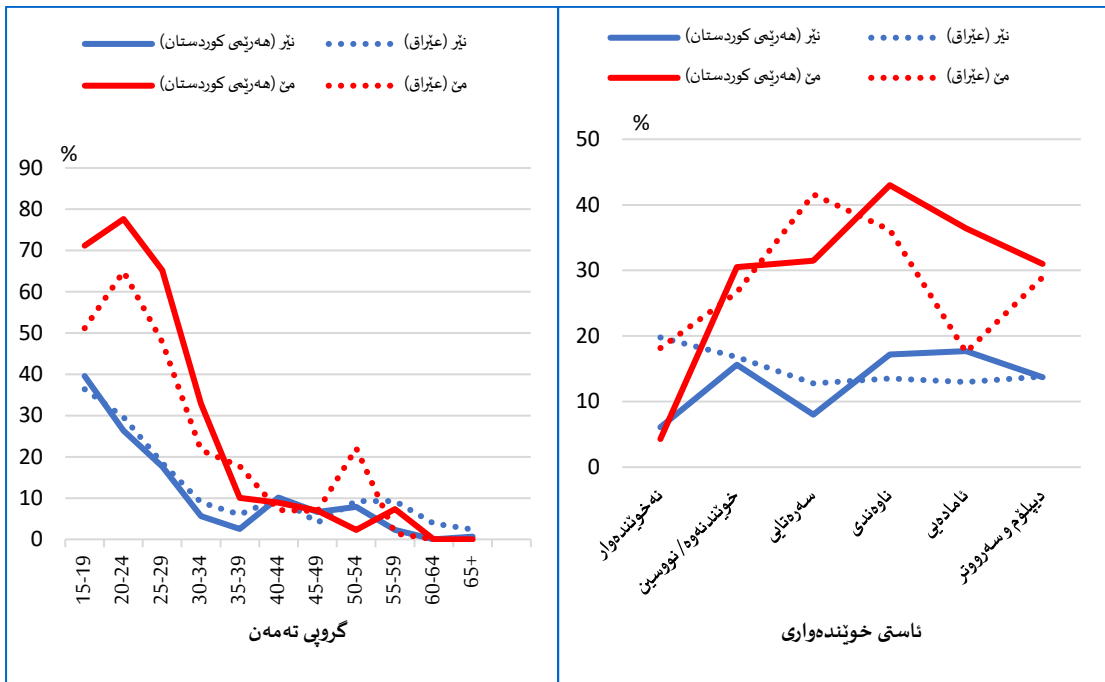 نێر (هەرێمی کوردستان)
نێر (عێراق)
مێ (هەرێمی کوردستان)
مێ (عێراق)
%
90
80
70
60
50
40
30
20
10
0
15-19
20-24
25-29
30-34
35-39
40-44
45-49
50-54
55-59
60-64
65+
گروپی تەمەن
نێر (هەرێمی کوردستان)
نێر (عێراق)
مێ (هەرێمی کوردستان)
مێ (عێراق)
%
50
40
30
20
10
0
نەخوێندەوار
خوێندنەوە/ نووسین
سەرەتایی
ناوەندی
ئامادەیی
دیپلۆم و سەرووتر
ئاستی خوێندەواری